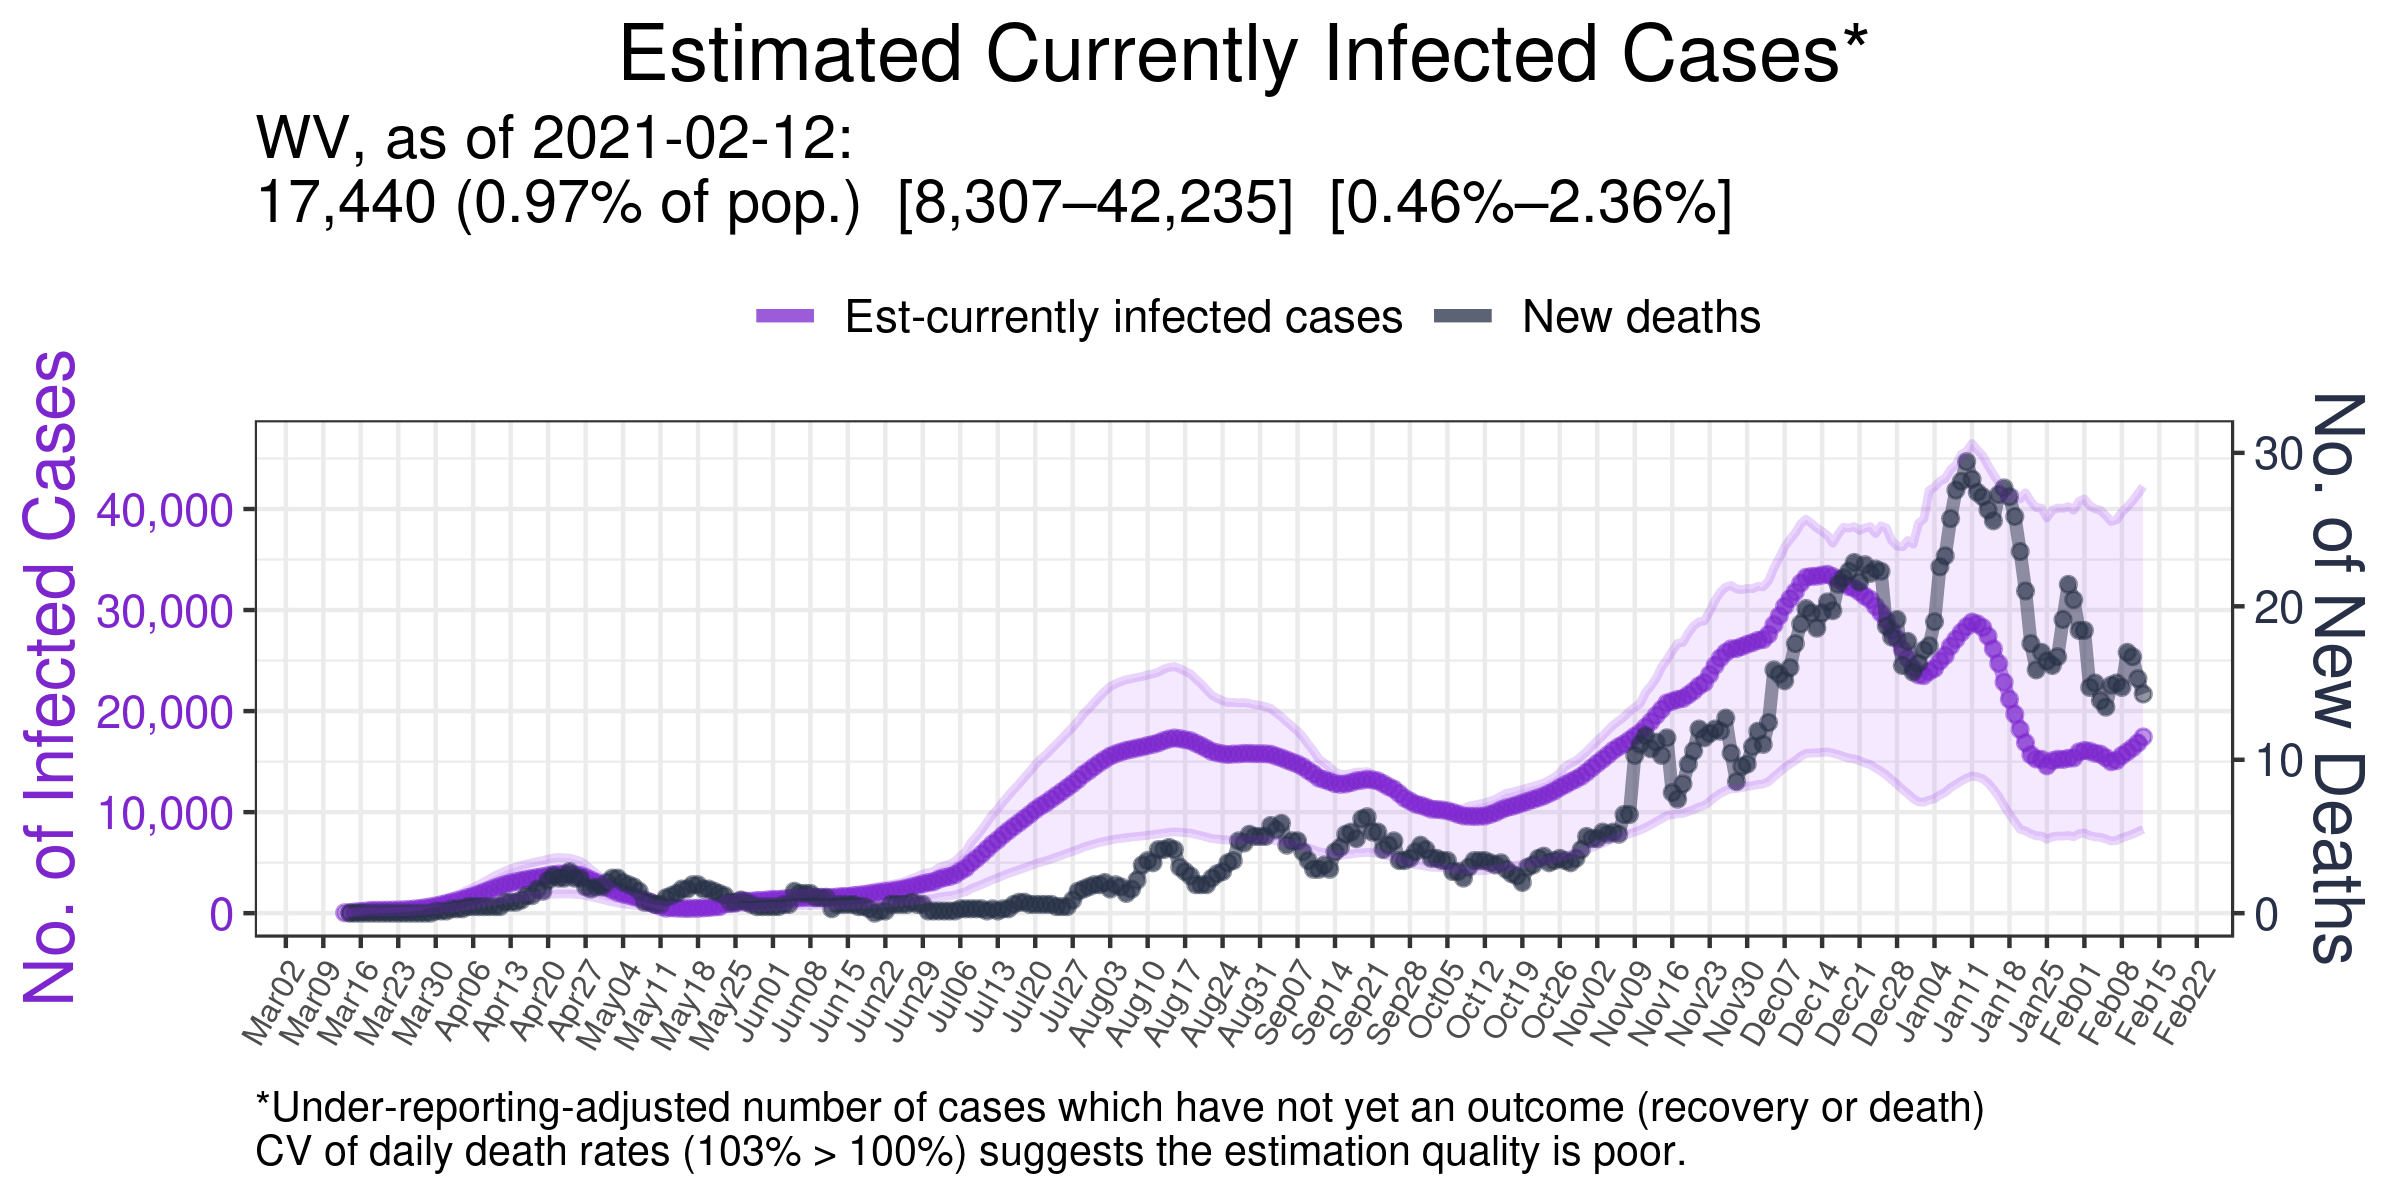 Estimated Currently Infected Cases*
WV, as of 2021-02-12:
17,440 (0.97% of pop.)  [8,307–42,235]  [0.46%–2.36%]
Est-currently infected cases
New deaths
No. of Infected Cases
40,000
30,000
20,000
10,000
0
30
20
10
0
No. of New Deaths
Mar02
Mar09
Mar16
Mar23
Mar30
Apr06
Apr13
Apr20
Apr27
May04
May11
May18
May25
Jun01
Jun08
Jun15
Jun22
Jun29
Jul06
Jul13
Jul20
Jul27
Aug03
Aug10
Aug17
Aug24
Aug31
Sep07
Sep14
Sep21
Sep28
Oct05
Oct12
Oct19
Oct26
Nov02
Nov09
Nov16
Nov23
Nov30
Dec07
Dec14
Dec21
Dec28
Jan04
Jan11
Jan18
Jan25
Feb01
Feb08
Feb15
Feb22
*Under-reporting-adjusted number of cases which have not yet an outcome (recovery or death)
CV of daily death rates (103% > 100%) suggests the estimation quality is poor.